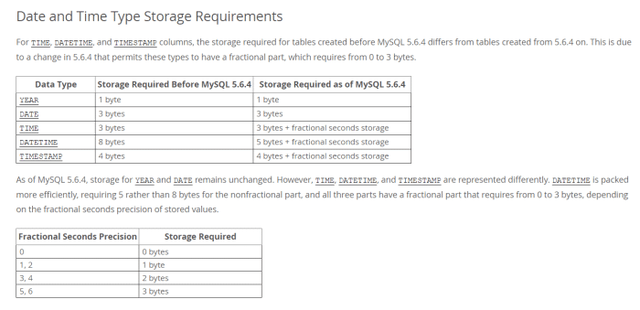 Date and Time Type Storage Requirements
For TIME, DATETIME, and TIMESTAMP columns, the storage required for tables created before MySQL 5.6.4 differs from tables created from 5.6.4 on. This is due
to a change in 5.6.4 that permits these types to have a fractional part, which requires from 0 to 3 bytes.
Data Type Storage Required Before MySQL 5.6.4 Storage Required as of MySQL 5.6.4
YEAR 1 byte 1 byte
DATE 3 bytes 3 bytes
TIME 3 bytes 3 bytes + fractional seconds storage
DATETIME 8 bytes 5 bytes + fractional seconds storage
TIMESTAMP 4 bytes 4 bytes + fractional seconds storage
As of MySQL 5.6.4, storage for YEAR and DATE remains unchanged. However, TIME, DATETIME, and TIMESTAMP are represented differently. DATETIME is packed
more efficiently, requiring 5 rather than 8 bytes for the nonfractional part, and all three parts have a fractional part that requires from 0 to 3 bytes, depending
on the fractional seconds precision of stored values.
Fractional Seconds Precision Storage Required
0 0 bytes
1, 2 1 byte
3, 4 2 bytes
5, 6 3 bytes